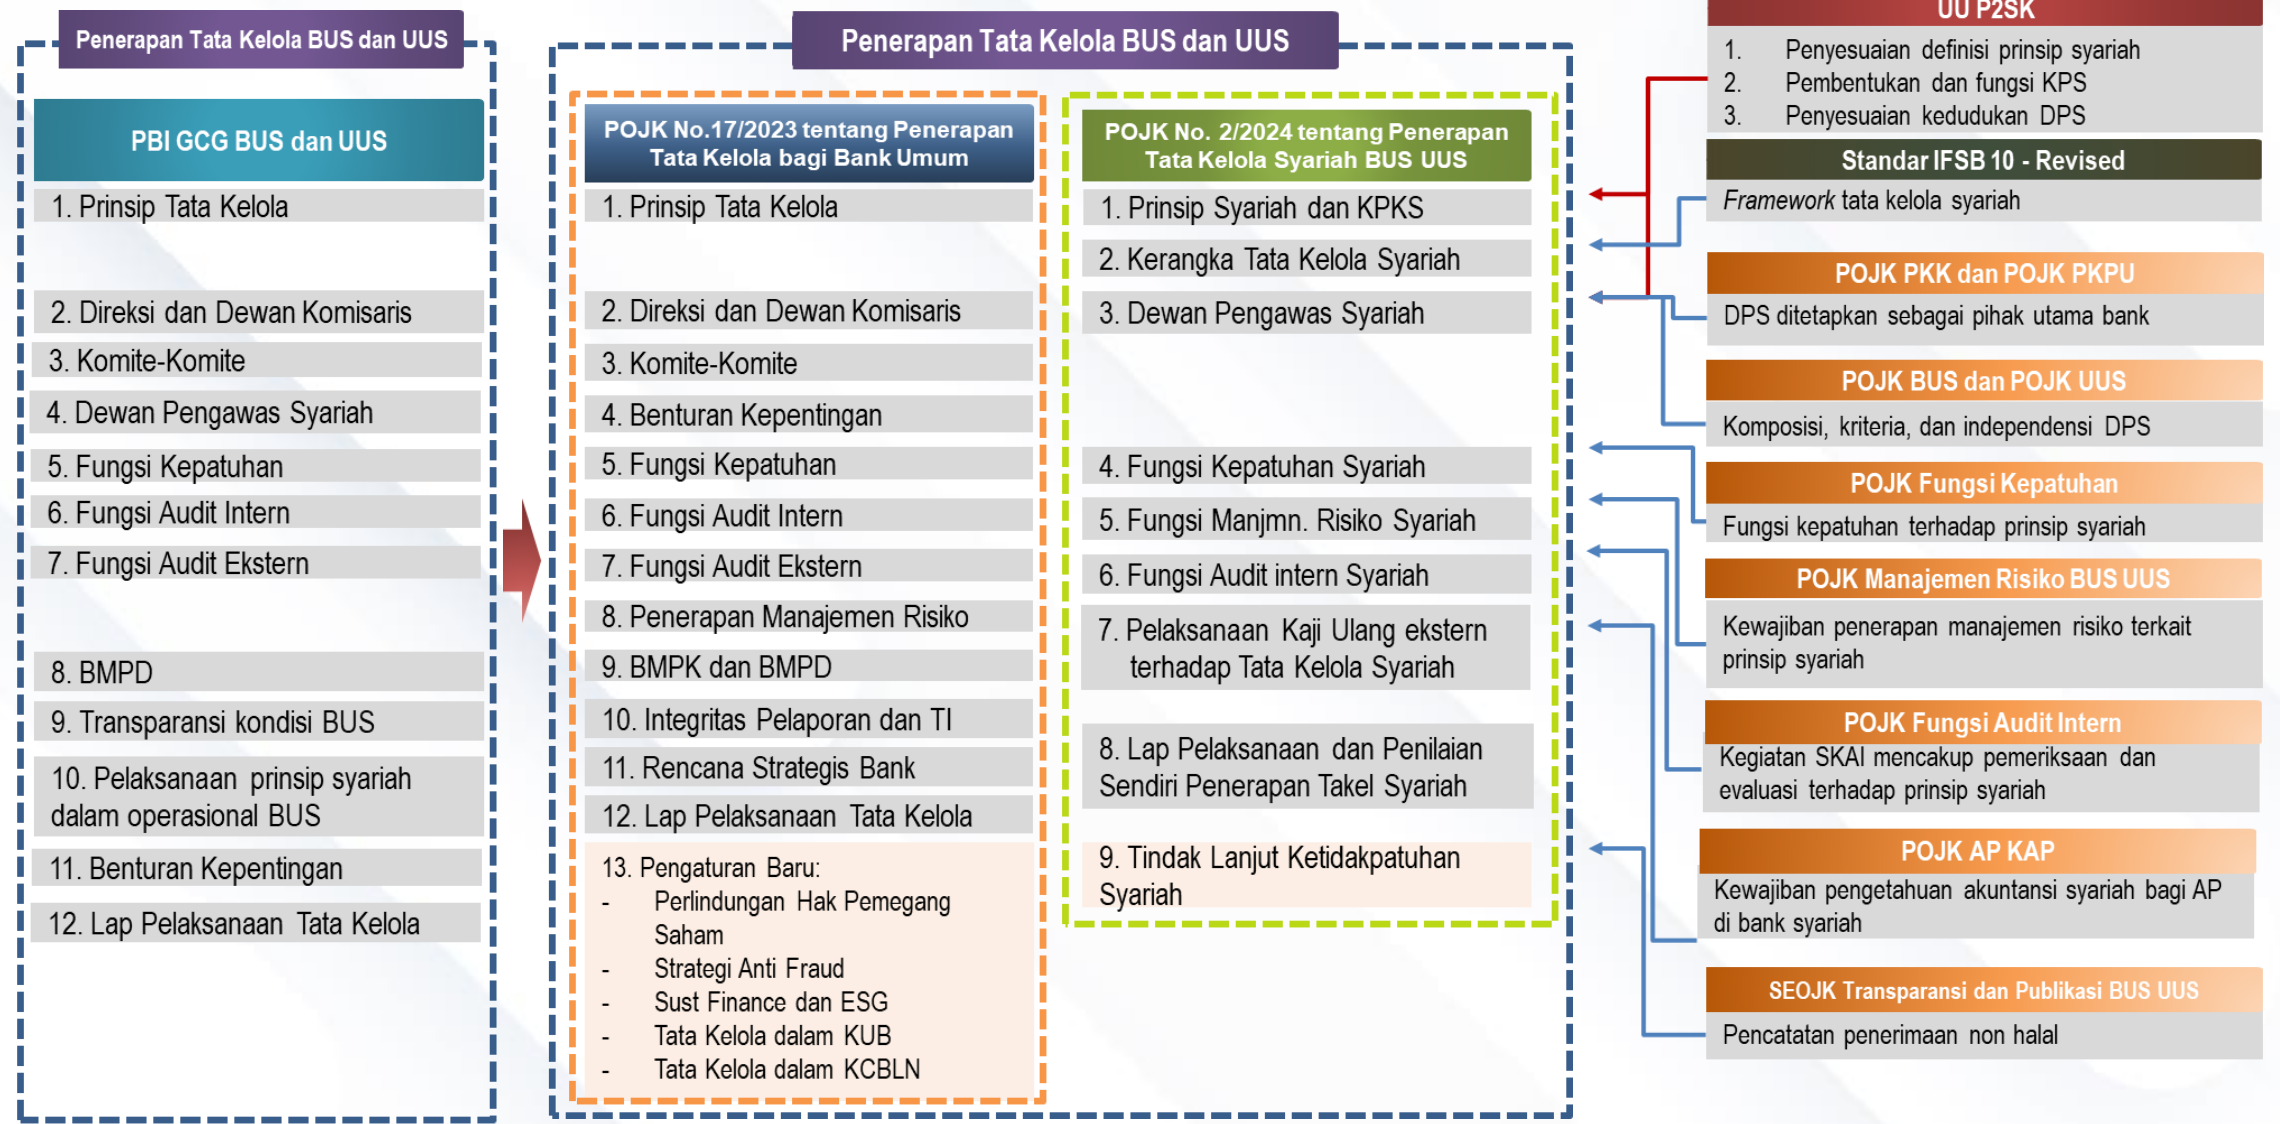 Penerapan Tata Kelola BUS dan UUS
PBI GCG BUS dan UUS
1. Prinsip Tata Kelola
2. Direksi dan Dewan Komisaris
3. Komite-Komite
4. Dewan Pengawas Syariah
5. Fungsi Kepatuhan
6. Fungsi Audit Intern
7. Fungsi Audit Ekstern
8. BMPD
9. Transparansi kondisi BUS
10. Pelaksanaan prinsip syariah
dalam operasional BUS
11. Benturan Kepentingan
12. Lap Pelaksanaan Tata Kelola
Penerapan Tata Kelola BUS dan UUS
POJK No.17/2023 tentang Penerapan
Tata Kelola bagi Bank Umum
1. Prinsip Tata Kelola
2. Direksi dan Dewan Komisaris
3. Komite-Komite
4. Benturan Kepentingan
5. Fungsi Kepatuhan
6. Fungsi Audit Intern
7. Fungsi Audit Ekstern
8. Penerapan Manajemen Risiko
9. BMPK dan BMPD
10. Integritas Pelaporan dan TI
11. Rencana Strategis Bank
12. Lap Pelaksanaan Tata Kelola
13. Pengaturan Baru:
- Perlindungan Hak Pemegang
Saham
- Strategi Anti Fraud
- Sust Finance dan ESG
- Tata Kelola dalam KUB
- Tata Kelola dalam KCBLN
POJK No. 2/2024 tentang Penerapan
Tata Kelola Syariah BUS UUS
1. Prinsip Syariah dan KPKS
2. Kerangka Tata Kelola Syariah
3. Dewan Pengawas Syariah
4. Fungsi Kepatuhan Syariah
5. Fungsi Manjmn. Risiko Syariah
6. Fungsi Audit intern Syariah
7. Pelaksanaan Kaji Ulang ekstern
terhadap Tata Kelola Syariah
8. Lap Pelaksanaan dan Penilaian
Sendiri Penerapan Takel Syariah
9. Tindak Lanjut Ketidakpatuhan
Syariah
UU P2SK
1. Penyesuaian definisi prinsip syariah
2. Pembentukan dan fungsi KPS
3. Penyesuaian kedudukan DPS
Standar IFSB 10 - Revised
Framework tata kelola syariah
POJK PKK dan POJK PKPU
DPS ditetapkan sebagai pihak utama bank
POJK BUS dan POJK UUS
Komposisi, kriteria, dan independensi DPS
POJK Fungsi Kepatuhan
Fungsi kepatuhan terhadap prinsip syariah
POJK Manajemen Risiko BUS UUS
Kewajiban penerapan manajemen risiko terkait
prinsip syariah
POJK Fungsi Audit Intern
Kegiatan SKAI mencakup pemeriksaan dan
evaluasi terhadap prinsip syariah
POJK AP KAP
Kewajiban pengetahuan akuntansi syariah bagi AP
di bank syariah
SEOJK Transparansi dan Publikasi BUS UUS
Pencatatan penerimaan non halal